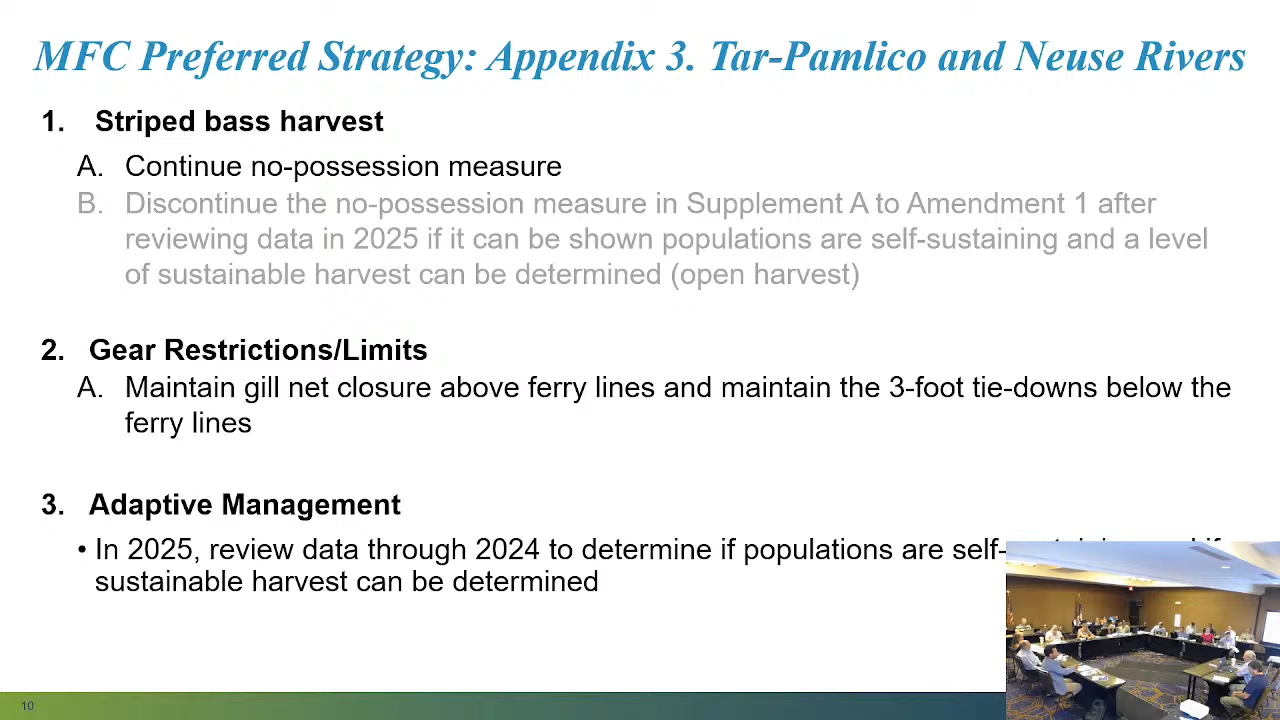 MFC Preferred Strategy: Appendix 3. Tar-Pamlico and Neuse Rivers
1. Striped bass harvest
A. Continue no-possession measure
B. Discontinue the no-possession measure in Supplement A to Amendment 1 after
reviewing data in 2025 if it can be shown populations are self-sustaining and a level
of sustainable harvest can be determined (open harvest)
2. Gear Restrictions/Limits
A. Maintain gill net closure above ferry lines and maintain the 3-foot tie-downs below the
ferry lines
3. Adaptive Management
• In 2025, review data through 2024 to determine if populations are self-
sustainable harvest can be determined
10